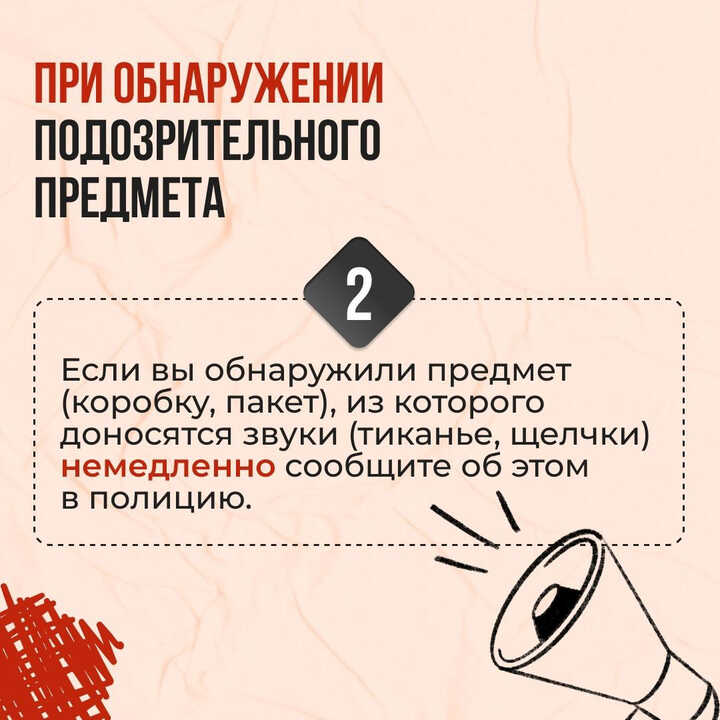 ПРИ ОБНАРУЖЕНИИ
ПОДОЗРИТЕЛЬНОГО
ПРЕДМЕТА
2
Если вы обнаружили предмет
(коробку, пакет), из которого
доносятся звуки (тиканье, щелчки)
немедленно сообщите об этом
в полицию.